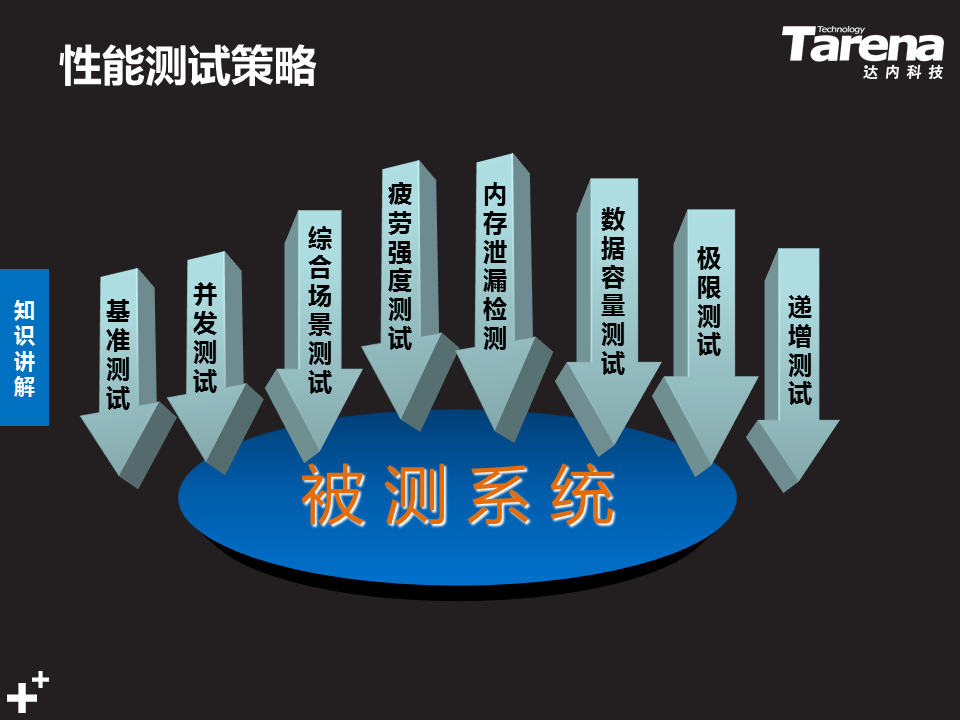 性能测试策略
Technology
Tarena
达内科技
知识讲解
基准测试
并发测试
综合场景测试
疲劳强度测试
内存泄漏检测
数据容量测试
极限测试
递增测试
被测系统